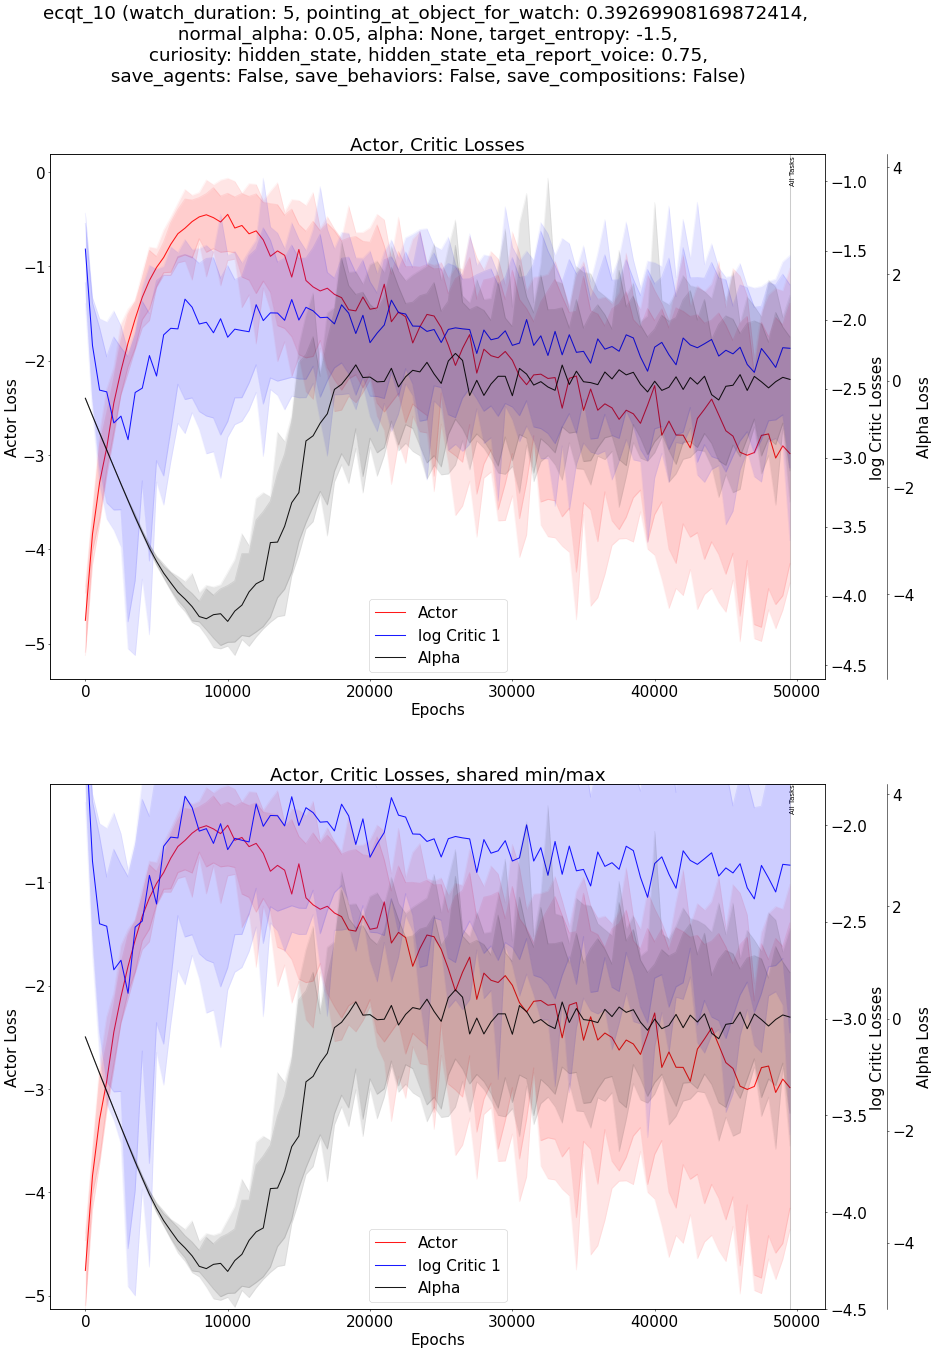 ecqt_10 (watch_duration: 5, pointing_at_object_for_watch: 0.39269908169872414,
normal_alpha: 0.05, alpha: None, target_entropy: -1.5,
curiosity: hidden_state, hidden_state_eta_report_voice: 0.75,
save_agents: False, save_behaviors: False, save_compositions: False)
Actor, Critic Losses
All Tasks
Actor Loss
0
−1
−2
−3
−4
−5
−1.0
−1.5
−2.0
−2.5
−3.0
−3.5
−4.0
−4.5
log Critic Losses
4
2
0
−2
−4
Alpha Loss
Actor
log Critic 1
Alpha
0 10000 20000 30000 40000 50000
Epochs
Actor, Critic Losses, shared min/max
All Tasks
Actor Loss
−1
−2
−3
−4
−5
−2.0
−2.5
−3.0
−3.5
−4.0
−4.5
log Critic Losses
4
2
0
−2
−4
Alpha Loss
Actor
log Critic 1
Alpha
0 10000 20000 30000 40000 50000
Epochs